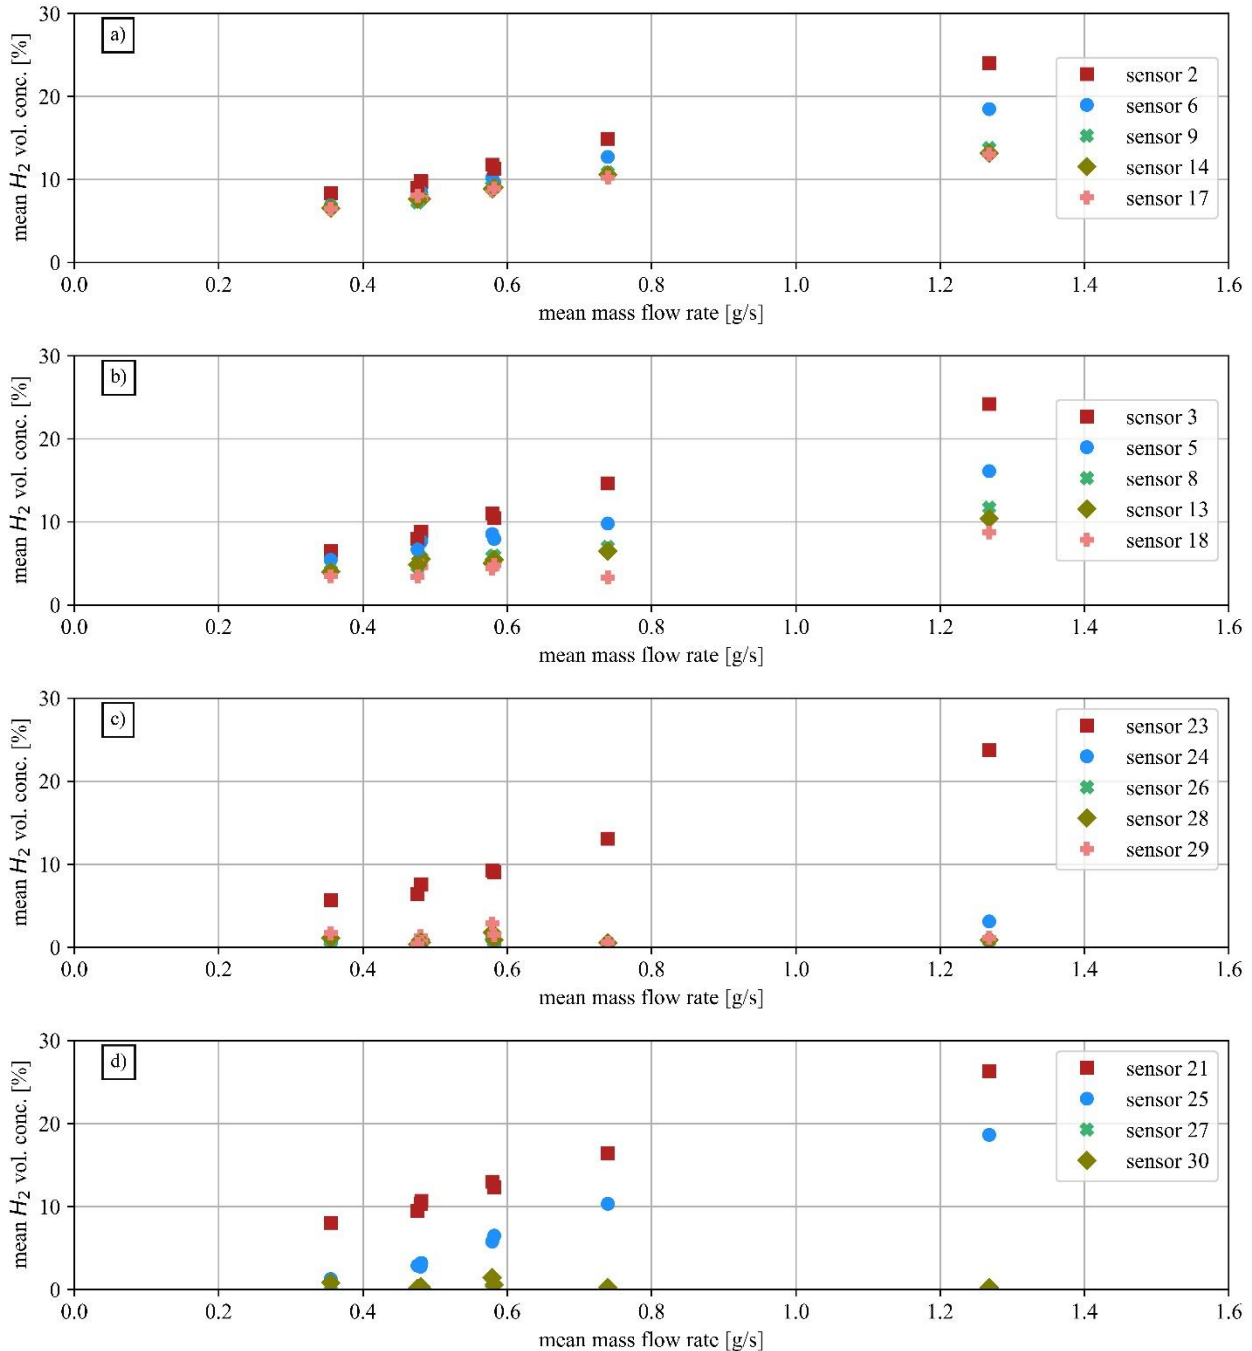 a)
30
20
10
0
mean H₂ vol. conc. [%]
sensor 2
sensor 6
sensor 9
sensor 14
sensor 17
0.0 0.2 0.4 0.6 0.8 1.0 1.2 1.4 1.6
mean mass flow rate [g/s]
b)
30
20
10
0
mean H₂ vol. conc. [%]
sensor 3
sensor 5
sensor 8
sensor 13
sensor 18
0.0 0.2 0.4 0.6 0.8 1.0 1.2 1.4 1.6
mean mass flow rate [g/s]
c)
30
20
10
0
mean H₂ vol. conc. [%]
sensor 23
sensor 24
sensor 26
sensor 28
sensor 29
0.0 0.2 0.4 0.6 0.8 1.0 1.2 1.4 1.6
mean mass flow rate [g/s]
d)
30
20
10
0
mean H₂ vol. conc. [%]
sensor 21
sensor 25
sensor 27
sensor 30
0.0 0.2 0.4 0.6 0.8 1.0 1.2 1.4 1.6
mean mass flow rate [g/s]